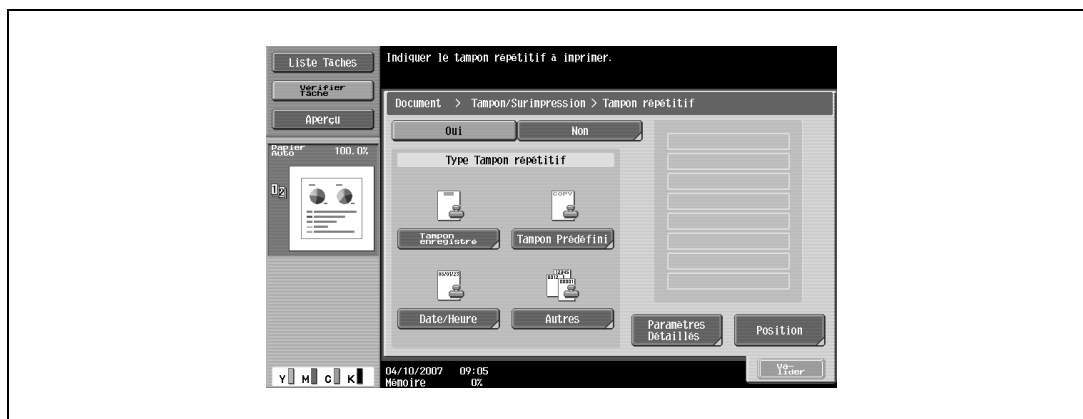 Liste Tâches
Vérifier
Tâche
Aperçu
Papier
Auto 100.0%
Y M C K
Indiquer le tampon répétitif à imprimer.
Document > Tampon/Surimpression > Tampon répétitif
Oui Non
Type Tampon répétitif
COPY
Tampon
enregistré
Tampon Prédéfini
Date/Heure
Autres
Paramètres
Détaillés
Position
Va-
lider
04/10/2007 09:05
Mémoire 0%